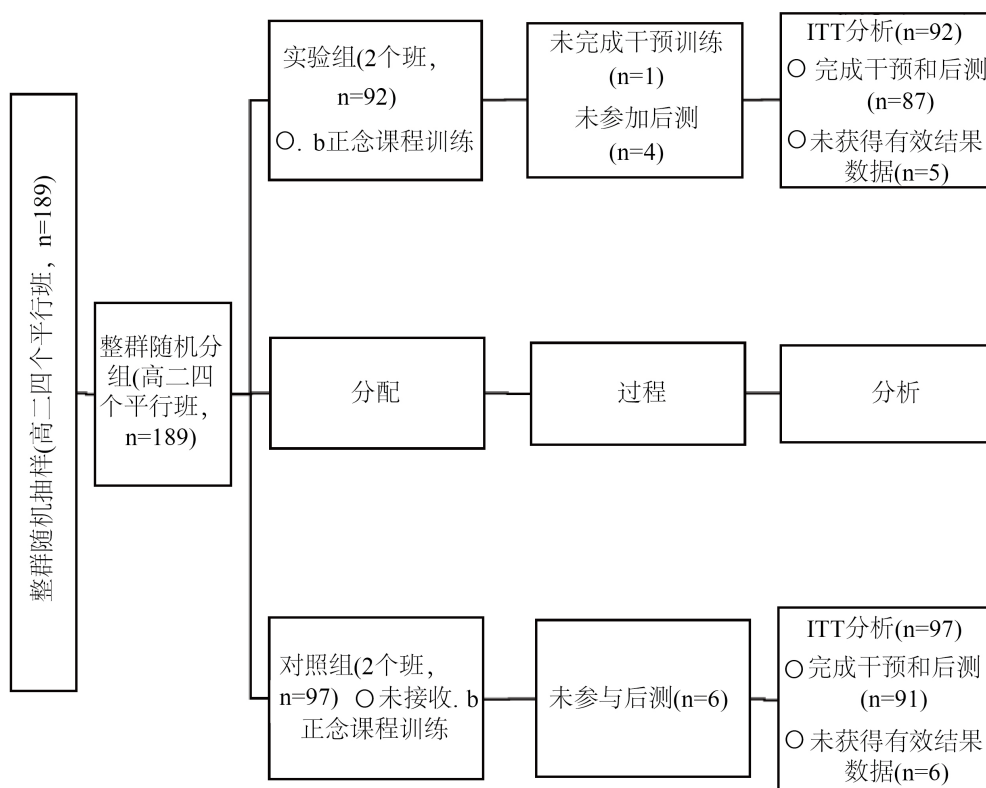 整群随机抽样(高二四个平行班，n=189)
整群随机分
组(高二四
个平行班，
n=189)
实验组(2个班，
n=92)
○. b正念课程训练
未完成干预训练
(n=1)
未参加后测
(n=4)
ITT分析(n=92)
○ 完成干预和后测
(n=87)
○ 未获得有效结果
数据(n=5)
分配
过程
分析
对照组(2个班，
n=97) ○未接收. b
正念课程训练
未参与后测(n=6)
ITT分析(n=97)
○ 完成干预和后测
(n=91)
○ 未获得有效结果
数据(n=6)